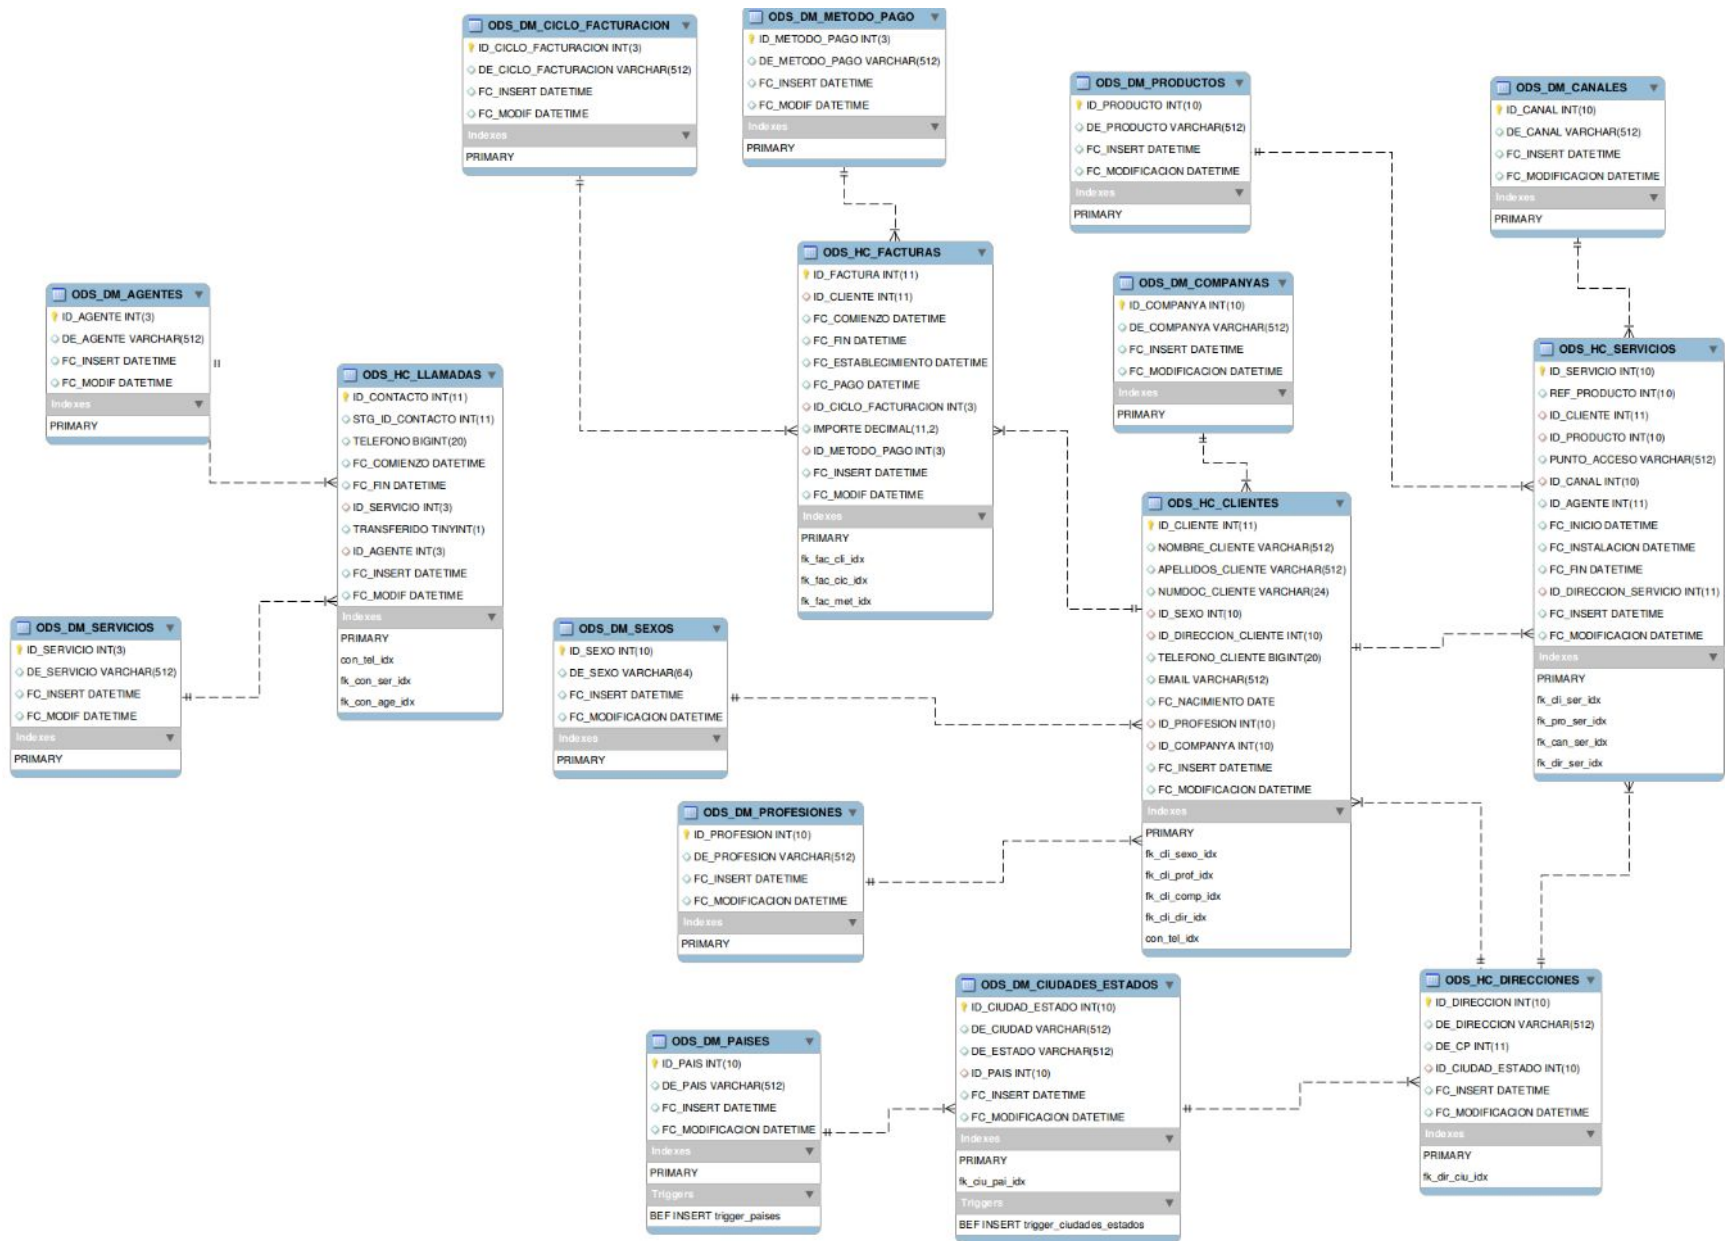 ODS_DM_CICLO_FACTURACION
ID_CICLO_FACTURACION INT(3)
DE_CICLO_FACTURACION VARCHAR(512)
FC_INSERT DATETIME
FC_MODIF DATETIME
Indexes
PRIMARY
ODS_DM_METODO_PAGO
ID_METODO_PAGO INT(3)
DE_METODO_PAGO VARCHAR(512)
FC_INSERT DATETIME
FC_MODIF DATETIME
Indexes
PRIMARY
ODS_DM_PRODUCTOS
ID_PRODUCTO INT(10)
DE_PRODUCTO VARCHAR(512)
FC_INSERT DATETIME
FC_MODIFICACION DATETIME
Indexes
PRIMARY
ODS_DM_CANALES
ID_CANAL INT(10)
DE_CANAL VARCHAR(512)
FC_INSERT DATETIME
FC_MODIFICACION DATETIME
Indexes
PRIMARY
ODS_DM_AGENTES
ID_AGENTE INT(3)
DE_AGENTE VARCHAR(512)
FC_INSERT DATETIME
FC_MODIF DATETIME
Indexes
PRIMARY
ODS_HC_LLAMADAS
ID_CONTACTO INT(11)
STG_ID_CONTACTO INT(11)
TELEFONO BIGINT(20)
FC_COMIENZO DATETIME
FC_FIN DATETIME
ID_SERVICIO INT(3)
TRANSFERIDO TINYINT(1)
ID_AGENTE INT(3)
FC_INSERT DATETIME
FC_MODIF DATETIME
Indexes
PRIMARY
con_tel_idx
fk_con_ser_idx
fk_con_age_idx
ODS_HC_FACTURAS
ID_FACTURA INT(11)
ID_CLIENTE INT(11)
FC_COMIENZO DATETIME
FC_FIN DATETIME
FC_ESTABLECIMIENTO DATETIME
FC_PAGO DATETIME
ID_CICLO_FACTURACION INT(3)
IMPORTE DECIMAL(11,2)
ID_METODO_PAGO INT(3)
FC_INSERT DATETIME
FC_MODIF DATETIME
Indexes
PRIMARY
fk_fac_cli_idx
fk_fac_cic_idx
fk_fac_met_idx
ODS_DM_COMPANYAS
ID_COMPANYA INT(10)
DE_COMPANYA VARCHAR(512)
FC_INSERT DATETIME
FC_MODIFICACION DATETIME
Indexes
PRIMARY
ODS_HC_SERVICIOS
ID_SERVICIO INT(10)
REF_PRODUCTO INT(10)
ID_CLIENTE INT(11)
ID_PRODUCTO INT(10)
PUNTO_ACCESO VARCHAR(512)
ID_CANAL INT(10)
ID_AGENTE INT(11)
FC_INICIO DATETIME
FC_INSTALACION DATETIME
FC_FIN DATETIME
ID_DIRECCION_SERVICIO INT(11)
FC_INSERT DATETIME
FC_MODIFICACION DATETIME
Indexes
PRIMARY
fk_cli_ser_idx
fk_pro_ser_idx
fk_can_ser_idx
fk_dir_ser_idx
ODS_DM_SERVICIOS
ID_SERVICIO INT(3)
DE_SERVICIO VARCHAR(512)
FC_INSERT DATETIME
FC_MODIF DATETIME
Indexes
PRIMARY
ODS_DM_SEXOS
ID_SEXO INT(10)
DE_SEXO VARCHAR(64)
FC_INSERT DATETIME
FC_MODIFICACION DATETIME
Indexes
PRIMARY
ODS_HC_CLIENTES
ID_CLIENTE INT(11)
NOMBRE_CLIENTE VARCHAR(512)
APELLIDOS_CLIENTE VARCHAR(512)
NUMDOC_CLIENTE VARCHAR(24)
ID_SEXO INT(10)
ID_DIRECCION_CLIENTE INT(10)
TELEFONO_CLIENTE BIGINT(20)
EMAIL VARCHAR(512)
FC_NACIMIENTO DATE
ID_PROFESION INT(10)
ID_COMPANYA INT(10)
FC_INSERT DATETIME
FC_MODIFICACION DATETIME
Indexes
PRIMARY
fk_cli_sexo_idx
fk_cli_prof_idx
fk_cli_comp_idx
fk_cli_dir_idx
con_tel_idx
ODS_DM_PROFESIONES
ID_PROFESION INT(10)
DE_PROFESION VARCHAR(512)
FC_INSERT DATETIME
FC_MODIFICACION DATETIME
Indexes
PRIMARY
ODS_DM_PAISES
ID_PAIS INT(10)
DE_PAIS VARCHAR(512)
FC_INSERT DATETIME
FC_MODIFICACION DATETIME
Indexes
PRIMARY
Triggers
BEF INSERT trigger_paises
ODS_DM_CIUDADES_ESTADOS
ID_CIUDAD_ESTADO INT(10)
DE_CIUDAD VARCHAR(512)
DE_ESTADO VARCHAR(512)
ID_PAIS INT(10)
FC_INSERT DATETIME
FC_MODIFICACION DATETIME
Indexes
PRIMARY
fk_ciu_pai_idx
Triggers
BEF INSERT trigger_ciudades_estados
ODS_HC_DIRECCIONES
ID_DIRECCION INT(10)
DE_DIRECCION VARCHAR(512)
DE_CP INT(11)
ID_CIUDAD_ESTADO INT(10)
FC_INSERT DATETIME
FC_MODIFICACION DATETIME
Indexes
PRIMARY
fk_dir_ciu_idx